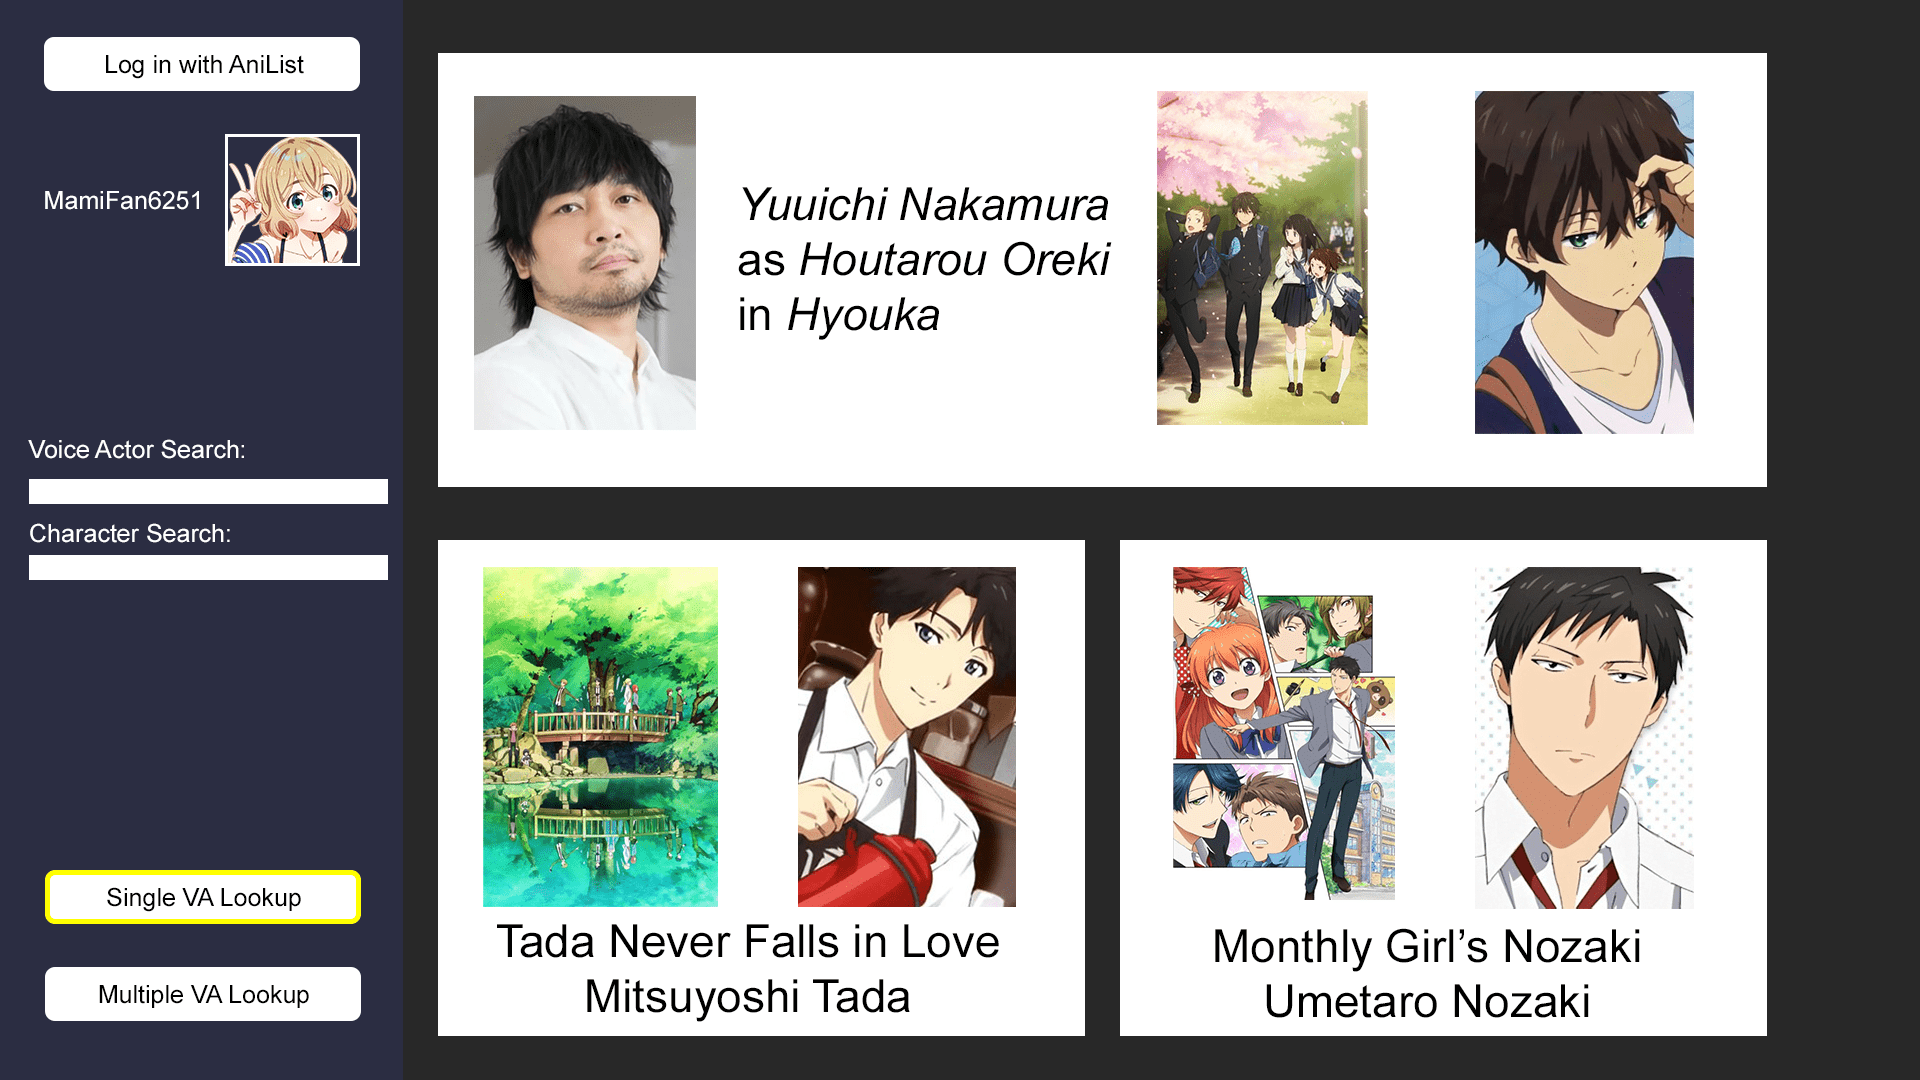 Log in with AniList
MamiFan6251
Voice Actor Search:
Character Search:
Single VA Lookup
Multiple VA Lookup
Yuuichi Nakamura
as Houtarou Oreki
in Hyouka
Tada Never Falls in Love
Mitsuyoshi Tada
Monthly Girl’s Nozaki
Umetaro Nozaki